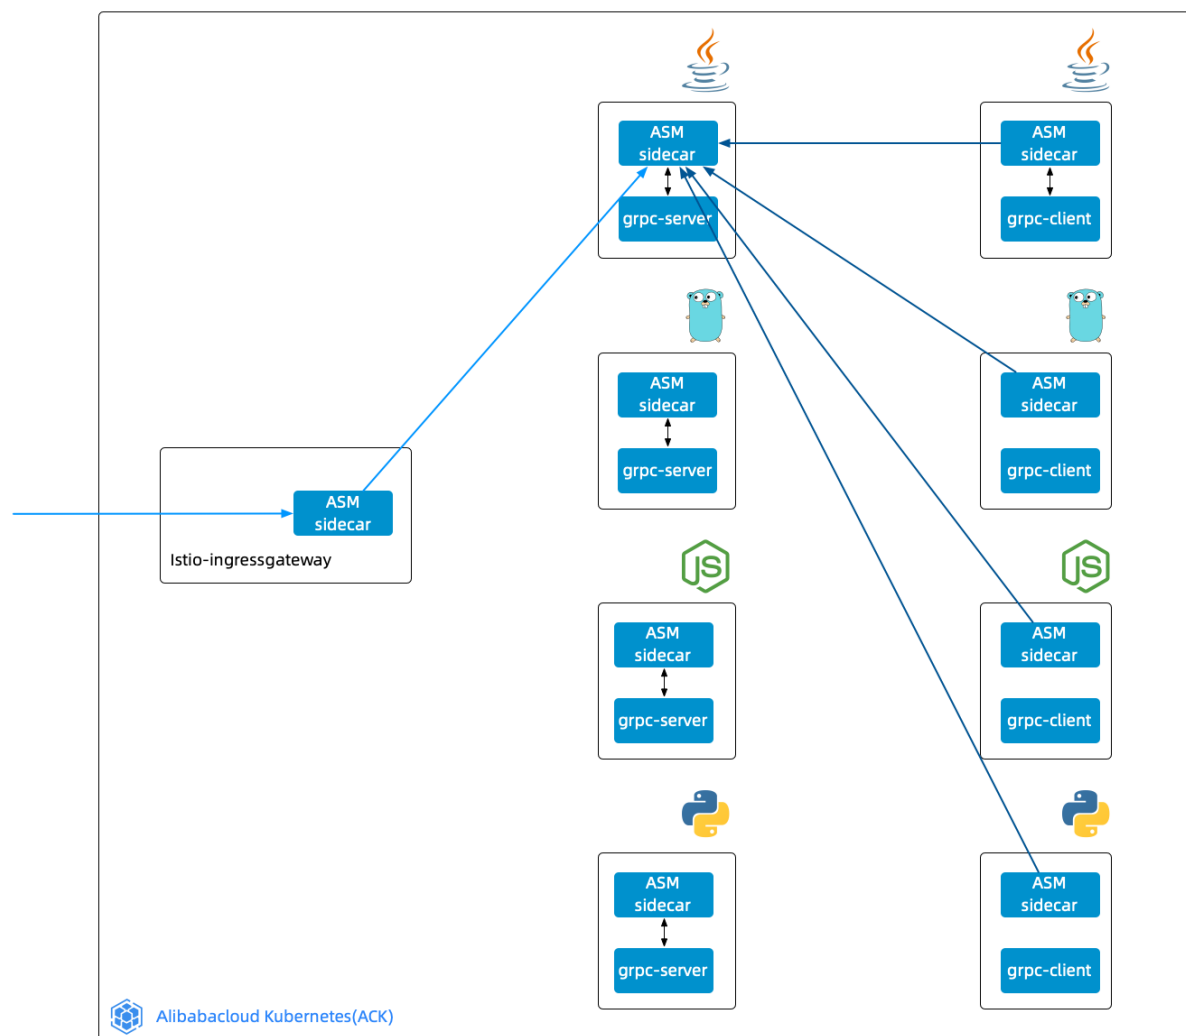 ASM
sidecar
grpc-server
ASM
sidecar
grpc-client
ASM
sidecar
grpc-server
ASM
sidecar
grpc-client
ASM
sidecar
Istio-ingressgateway
JS
JS
ASM
sidecar
grpc-server
ASM
sidecar
grpc-client
ASM
sidecar
grpc-server
ASM
sidecar
grpc-client
Alibabacloud Kubernetes(ACK)